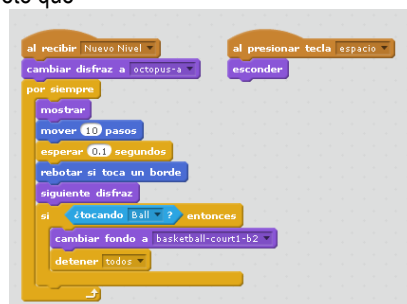 al recibir Nuevo Nivel
cambiar disfraz a octopus-a
por siempre
mostrar
mover 10 pasos
esperar 0.1 segundos
rebotar si toca un borde
siguiente disfraz
si ¿tocando Ball ? entonces
cambiar fondo a basketball-court1-b2
detener todos
al presionar tecla espacio
esconder